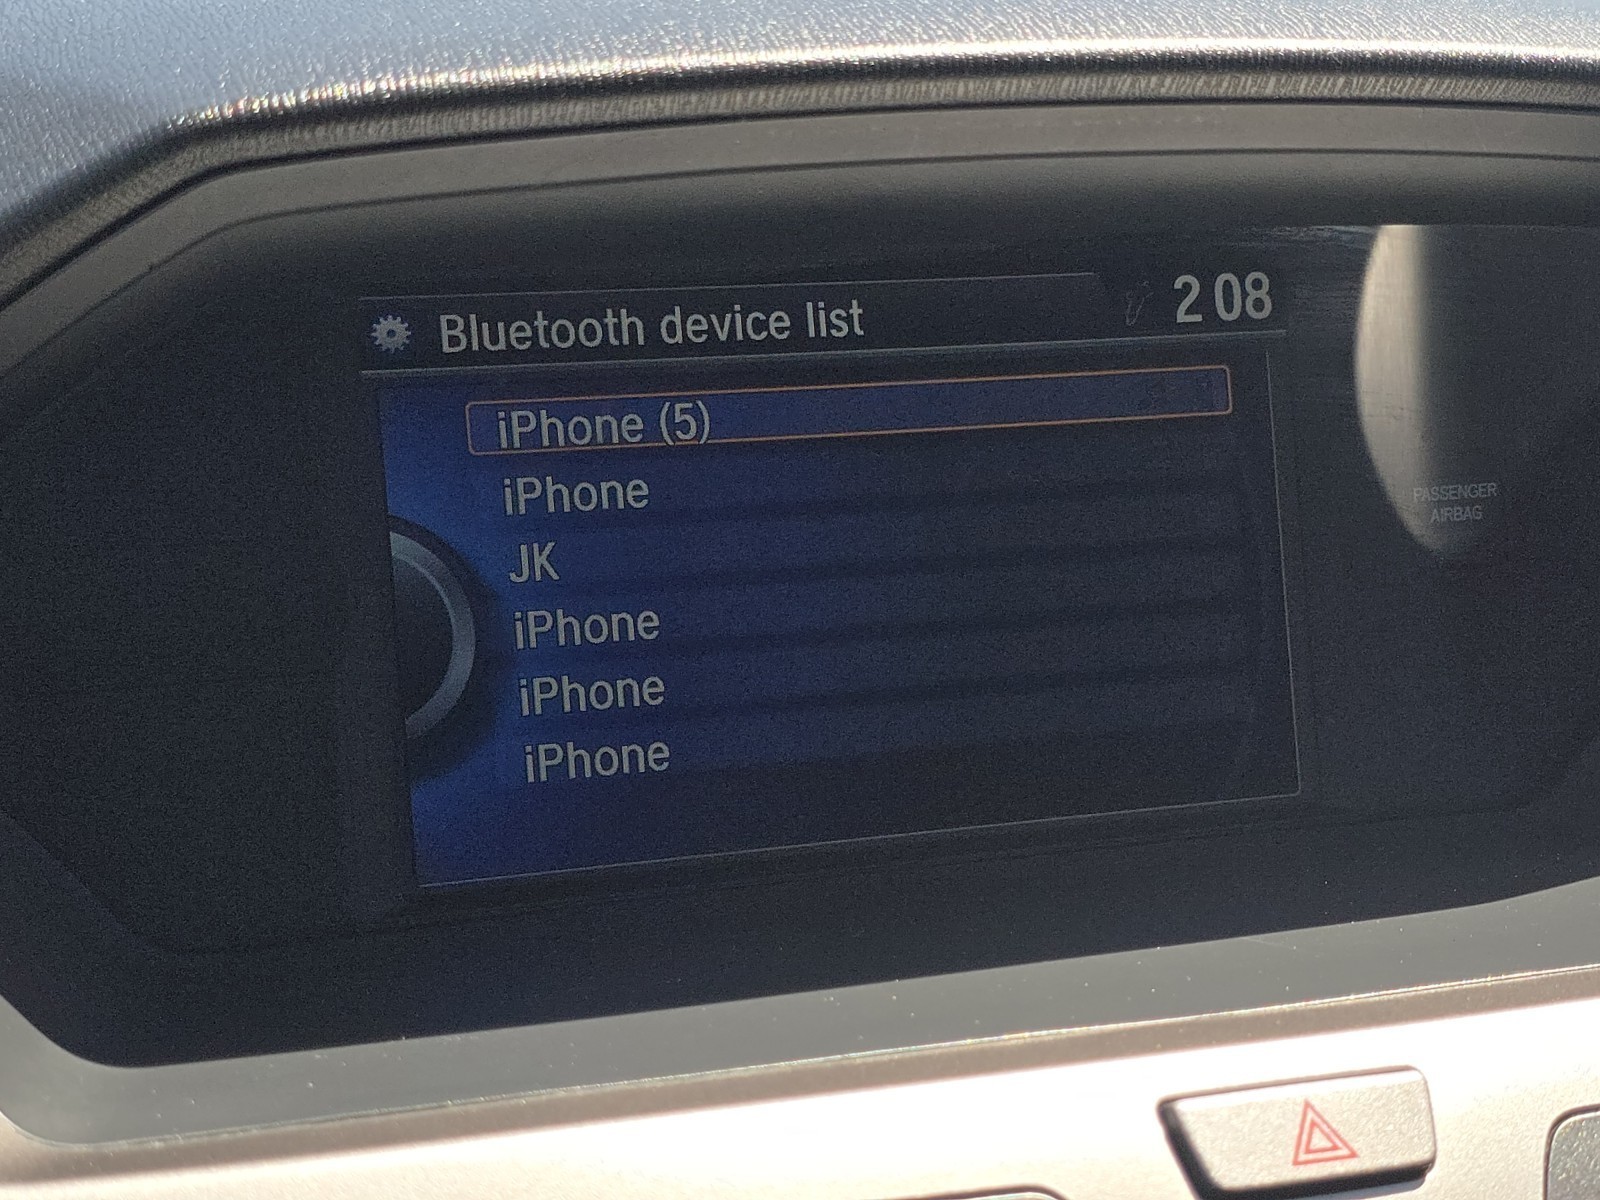 Bluetooth device list
2 08
iPhone (5)
iPhone
JK
iPhone
iPhone
iPhone
PASSENGER
AIRBAG